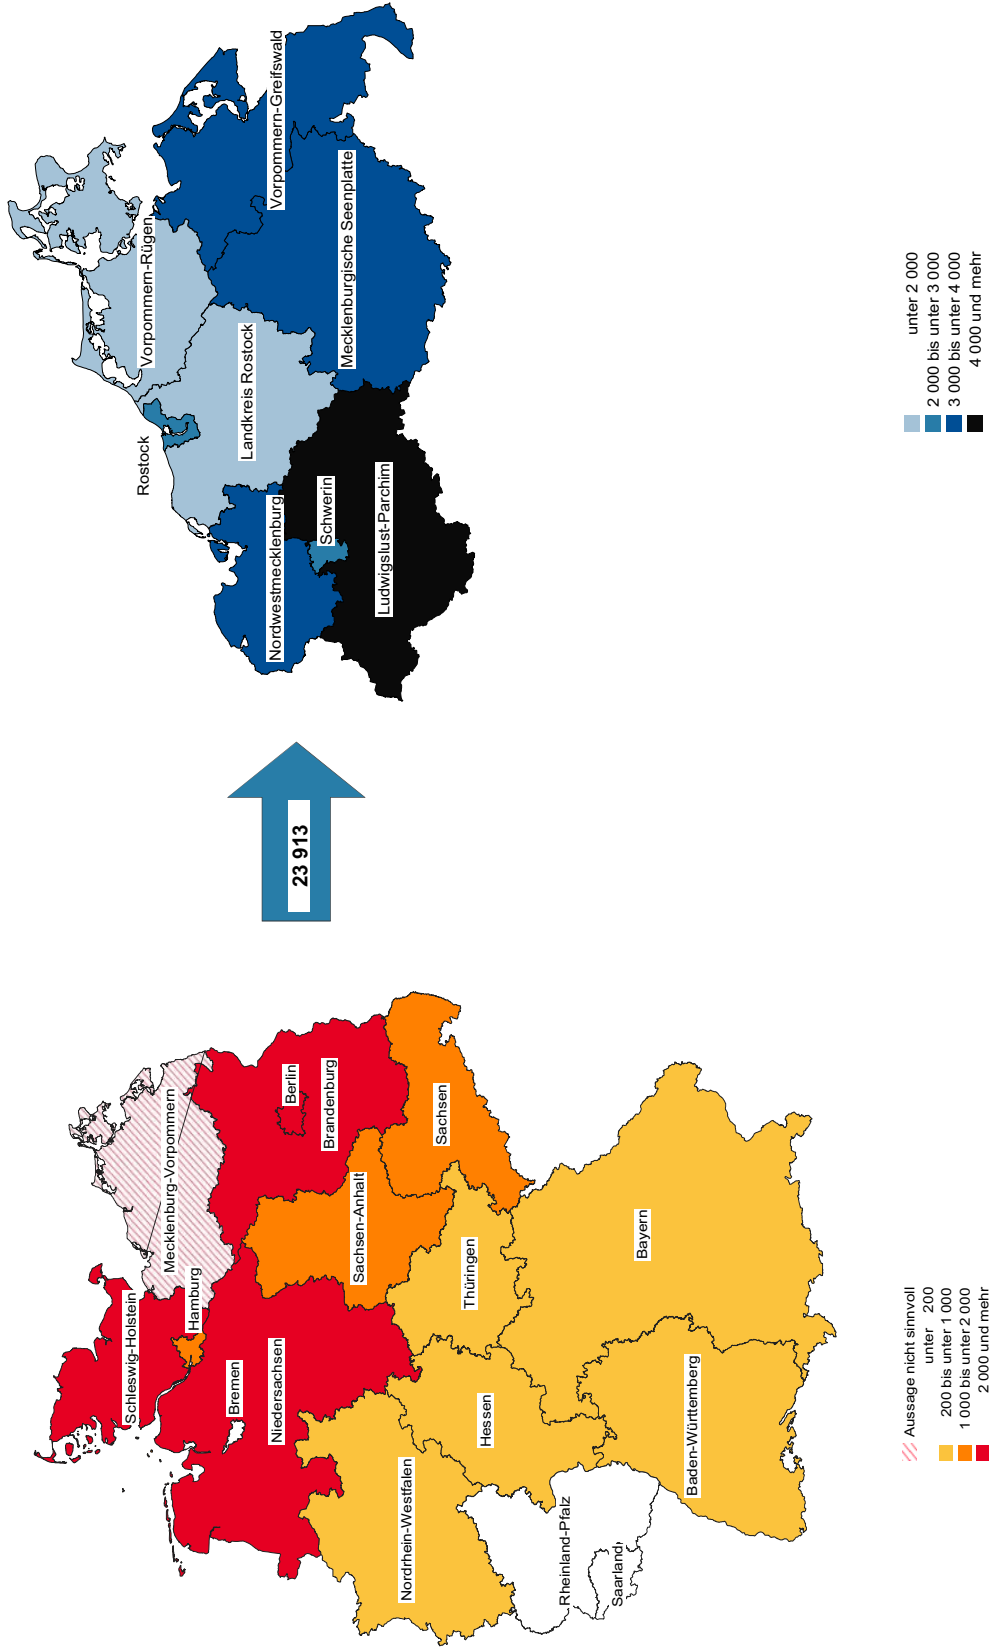 Schleswig-Holstein
Mecklenburg-Vorpommern
Hamburg
Bremen
Niedersachsen
Berlin
Brandenburg
Sachsen-Anhalt
Sachsen
Nordrhein-Westfalen
Hessen
Thüringen
Rheinland-Pfalz
Saarland
Baden-Württemberg
Bayern
Aussage nicht sinnvoll
unter 200
200 bis unter 1 000
1 000 bis unter 2 000
2 000 und mehr
23 913
Rostock
Vorpommern-Rügen
Landkreis Rostock
Nordwestmecklenburg
Vorpommern-Greifswald
Schwerin
Mecklenburgische Seenplatte
Ludwigslust-Parchim
unter 2 000
2 000 bis unter 3 000
3 000 bis unter 4 000
4 000 und mehr